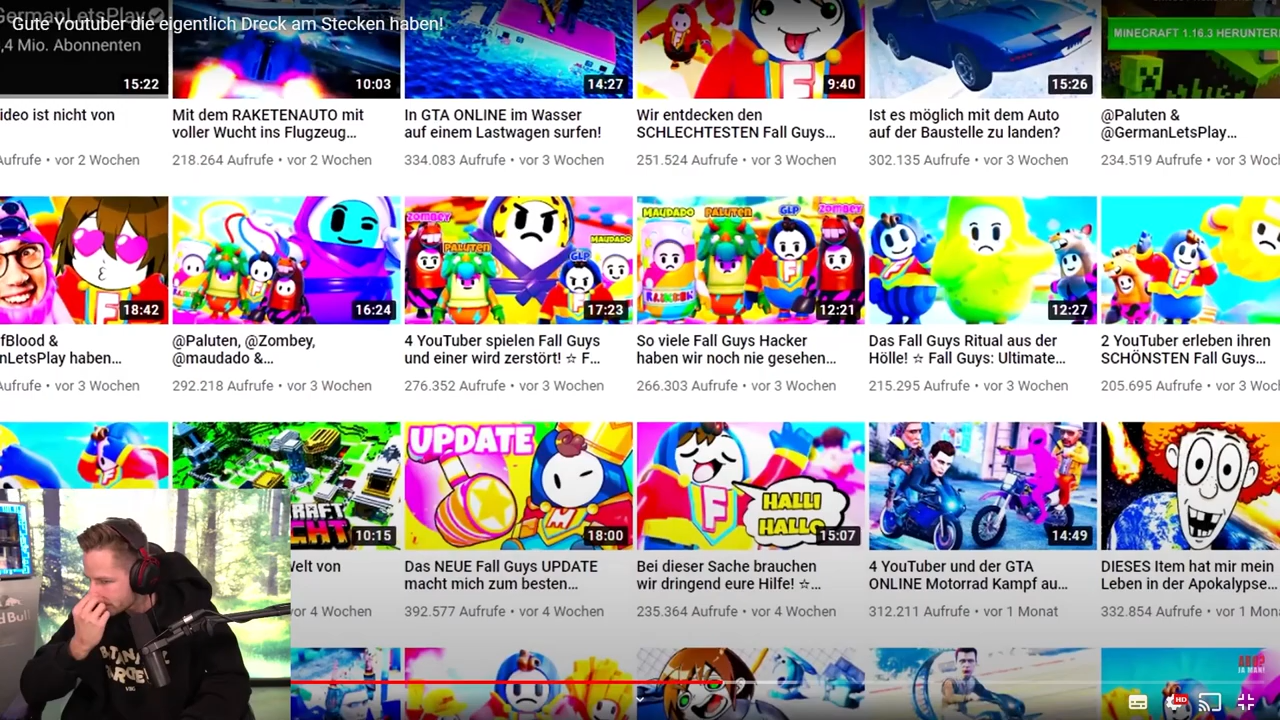 GermanLetsPlay
Gute Youtuber die eigentlich Dreck am Stecken haben!
,4 Mio. Abonnenten
MINECRAFT 1.16.3 HERUNTER
15:22
10:03
14:27
9:40
15:26
ideo ist nicht von
Mit dem RAKETENAUTO mit
voller Wucht ins Flugzeug...
In GTA ONLINE im Wasser
auf einem Lastwagen surfen!
Wir entdecken den
SCHLECHTESTEN Fall Guys...
Ist es möglich mit dem Auto
auf der Baustelle zu landen?
@Paluten &
@GermanLetsPlay...
Aufrufe • vor 2 Wochen
218.264 Aufrufe • vor 2 Wochen
334.083 Aufrufe • vor 3 Wochen
251.524 Aufrufe • vor 3 Wochen
302.135 Aufrufe • vor 3 Wochen
234.519 Aufrufe • vor 3 Woc
ZOMBEY
PALUTEN
GLP
MAUDADO
MAUDADO
PALUTEN
GLP
ZOMBEY
18:42
16:24
17:23
12:21
12:27
fBlood &
nLetsPlay haben...
@Paluten, @Zombey,
@maudado &...
4 YouTuber spielen Fall Guys
und einer wird zerstört! ☆ F...
So viele Fall Guys Hacker
haben wir noch nie gesehen...
Das Fall Guys Ritual aus der
Hölle! ☆ Fall Guys: Ultimate...
2 YouTuber erleben ihren
SCHÖNSTEN Fall Guys...
Aufrufe • vor 3 Wochen
292.218 Aufrufe • vor 3 Wochen
276.352 Aufrufe • vor 3 Wochen
266.303 Aufrufe • vor 3 Wochen
215.295 Aufrufe • vor 3 Wochen
205.695 Aufrufe • vor 3 Woc
UPDATE
HALLI
HALLO
10:15
18:00
15:07
14:49
Welt von
Das NEUE Fall Guys UPDATE
macht mich zum besten...
Bei dieser Sache brauchen
wir dringend eure Hilfe! ☆...
4 YouTuber und der GTA
ONLINE Motorrad Kampf au...
DIESES Item hat mir mein
Leben in der Apokalypse...
vor 4 Wochen
392.577 Aufrufe • vor 4 Wochen
235.364 Aufrufe • vor 4 Wochen
312.211 Aufrufe • vor 1 Monat
332.854 Aufrufe • vor 1 Mon
d Bull
JA MAN!
HD